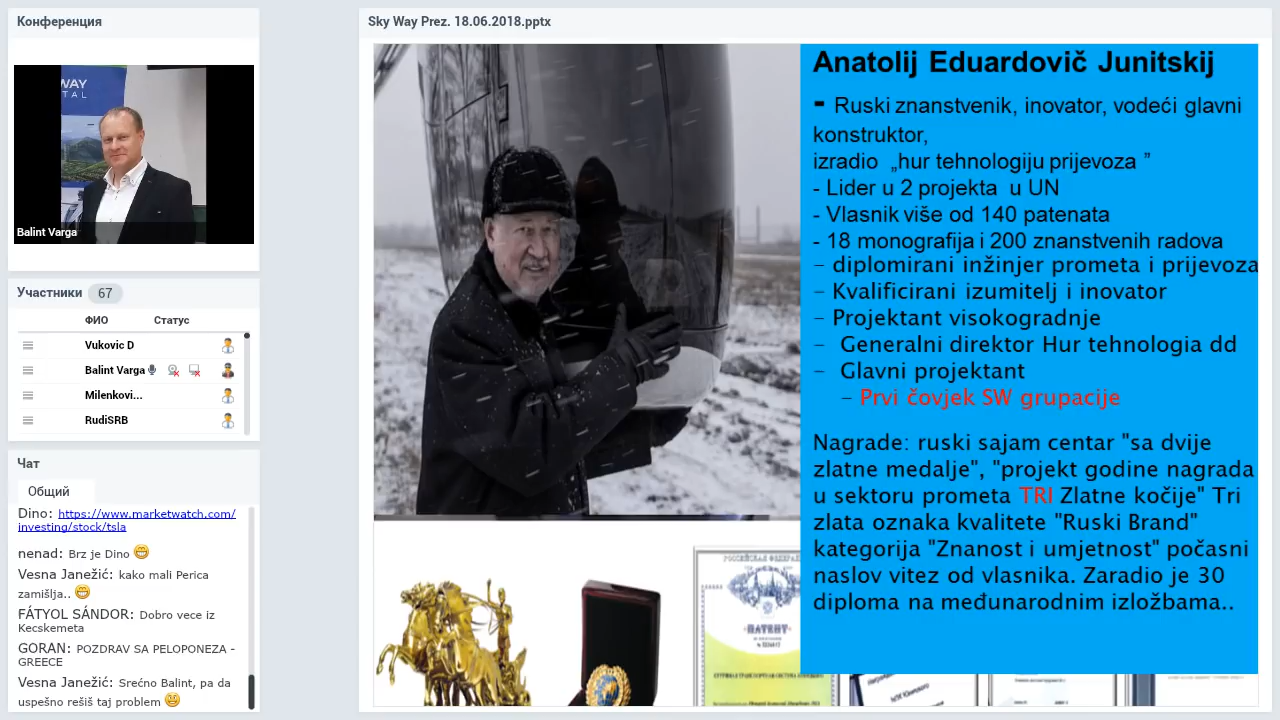 Конференция
WAY
TAL
Balint Varga
Участники 67
ФИО Статус
Vukovic D
Balint Varga
Milenkovi...
RudiSRB
Чат
Общий
Dino: https://www.marketwatch.com/
investing/stock/tsla
nenad: Brz je Dino
Vesna Janežić: kako mali Perica
zamišlja..
FÁTYOL SÁNDOR: Dobro vece iz
Kecskemeta
GORANM: POZDRAV SA PELOPONEZA -
GREECE
Vesna Janežić: Srećno Balint, pa da
uspešno rešiš taj problem
Sky Way Prez. 18.06.2018.pptx
Anatolij Eduardovič Junitskij
- Ruski znanstvenik, inovator, vodeći glavni
konstruktor,
izradio „hur tehnologiju prijevoza ”
- Lider u 2 projekta u UN
- Vlasnik više od 140 patenata
- 18 monografija i 200 znanstvenih radova
– diplomirani inžinjer prometa i prijevoza
– Kvalificirani izumitelj i inovator
– Projektant visokogradnje
– Generalni direktor Hur tehnologia dd
– Glavni projektant
– Prvi čovjek SW grupacije
Nagrade: ruski sajam centar "sa dvije
zlatne medalje", "projekt godine nagrada
u sektoru prometa TRI Zlatne kočije" Tri
zlata oznaka kvalitete "Ruski Brand"
kategorija "Znanost i umjetnost" počasni
naslov vitez od vlasnika. Zaradio je 30
diploma na međunarodnim izložbama..
ПАТЕНТ